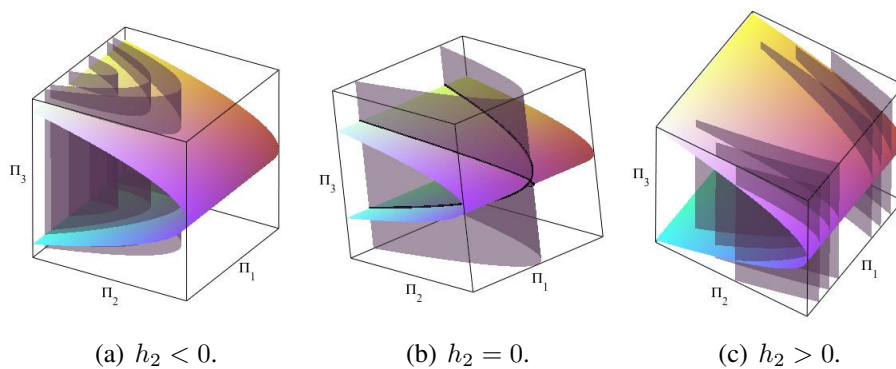 Π₃
Π₂
Π₁
Π₃
Π₂
Π₁
Π₃
Π₂
Π₁
(a) h₂ < 0.
(b) h₂ = 0.
(c) h₂ > 0.